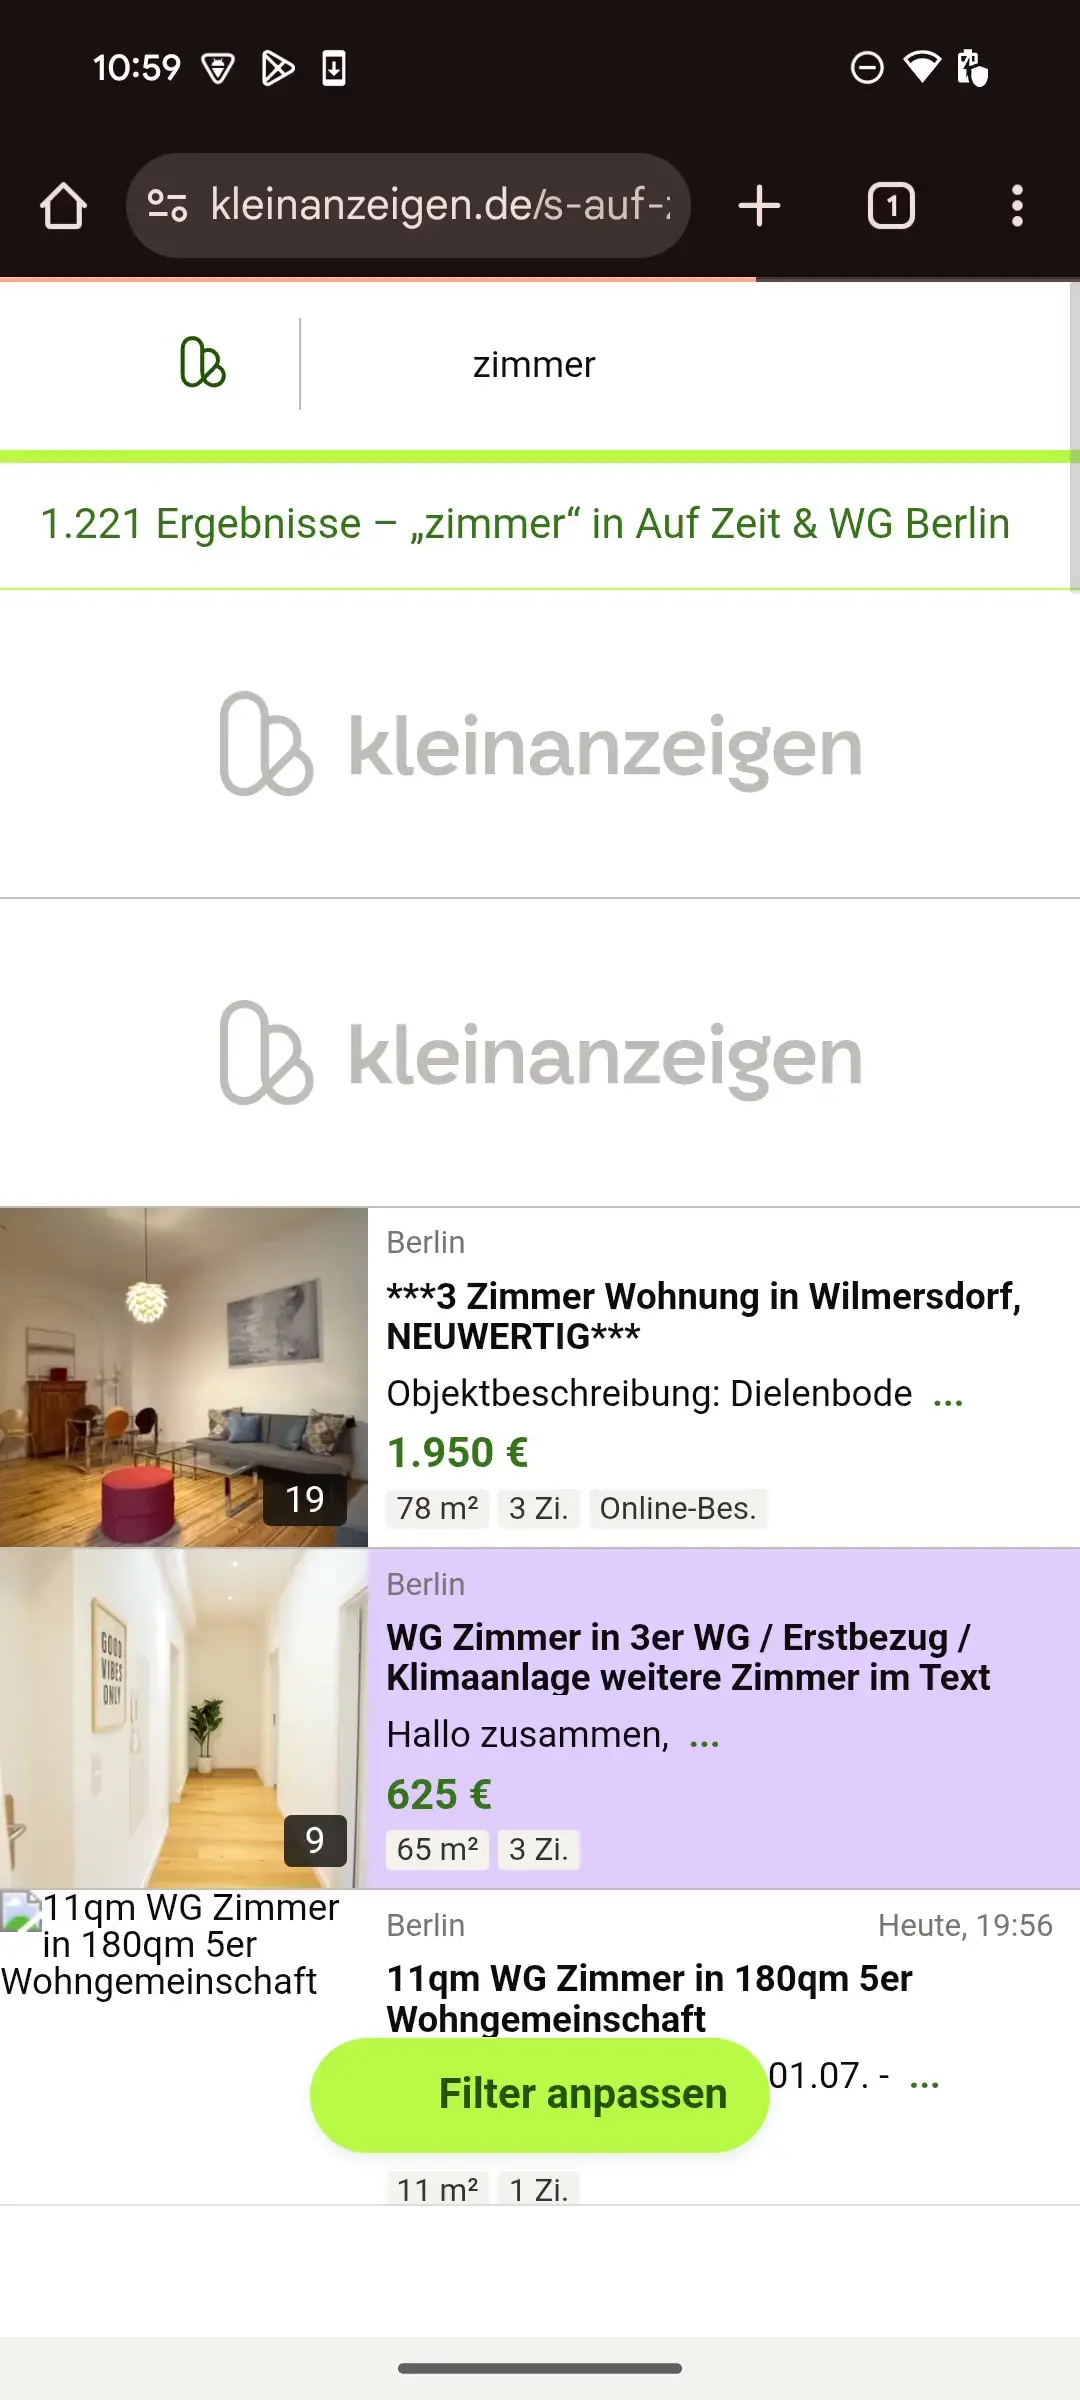 10:59
kleinanzeigen.de/s-auf-
1
zimmer
1.221 Ergebnisse – „zimmer“ in Auf Zeit & WG Berlin
kleinanzeigen
kleinanzeigen
Berlin
***3 Zimmer Wohnung in Wilmersdorf,
NEUWERTIG***
Objektbeschreibung: Dielenbode ...
1.950 €
78 m² 3 Zi. Online-Bes.
19
Berlin
WG Zimmer in 3er WG / Erstbezug /
Klimaanlage weitere Zimmer im Text
Hallo zusammen, ...
625 €
65 m² 3 Zi.
GOOD
VIBES
ONLY
9
11qm WG Zimmer
in 180qm 5er
Wohngemeinschaft
Berlin Heute, 19:56
11qm WG Zimmer in 180qm 5er
Wohngemeinschaft
01.07. - ...
Filter anpassen
11 m² 1 Zi.